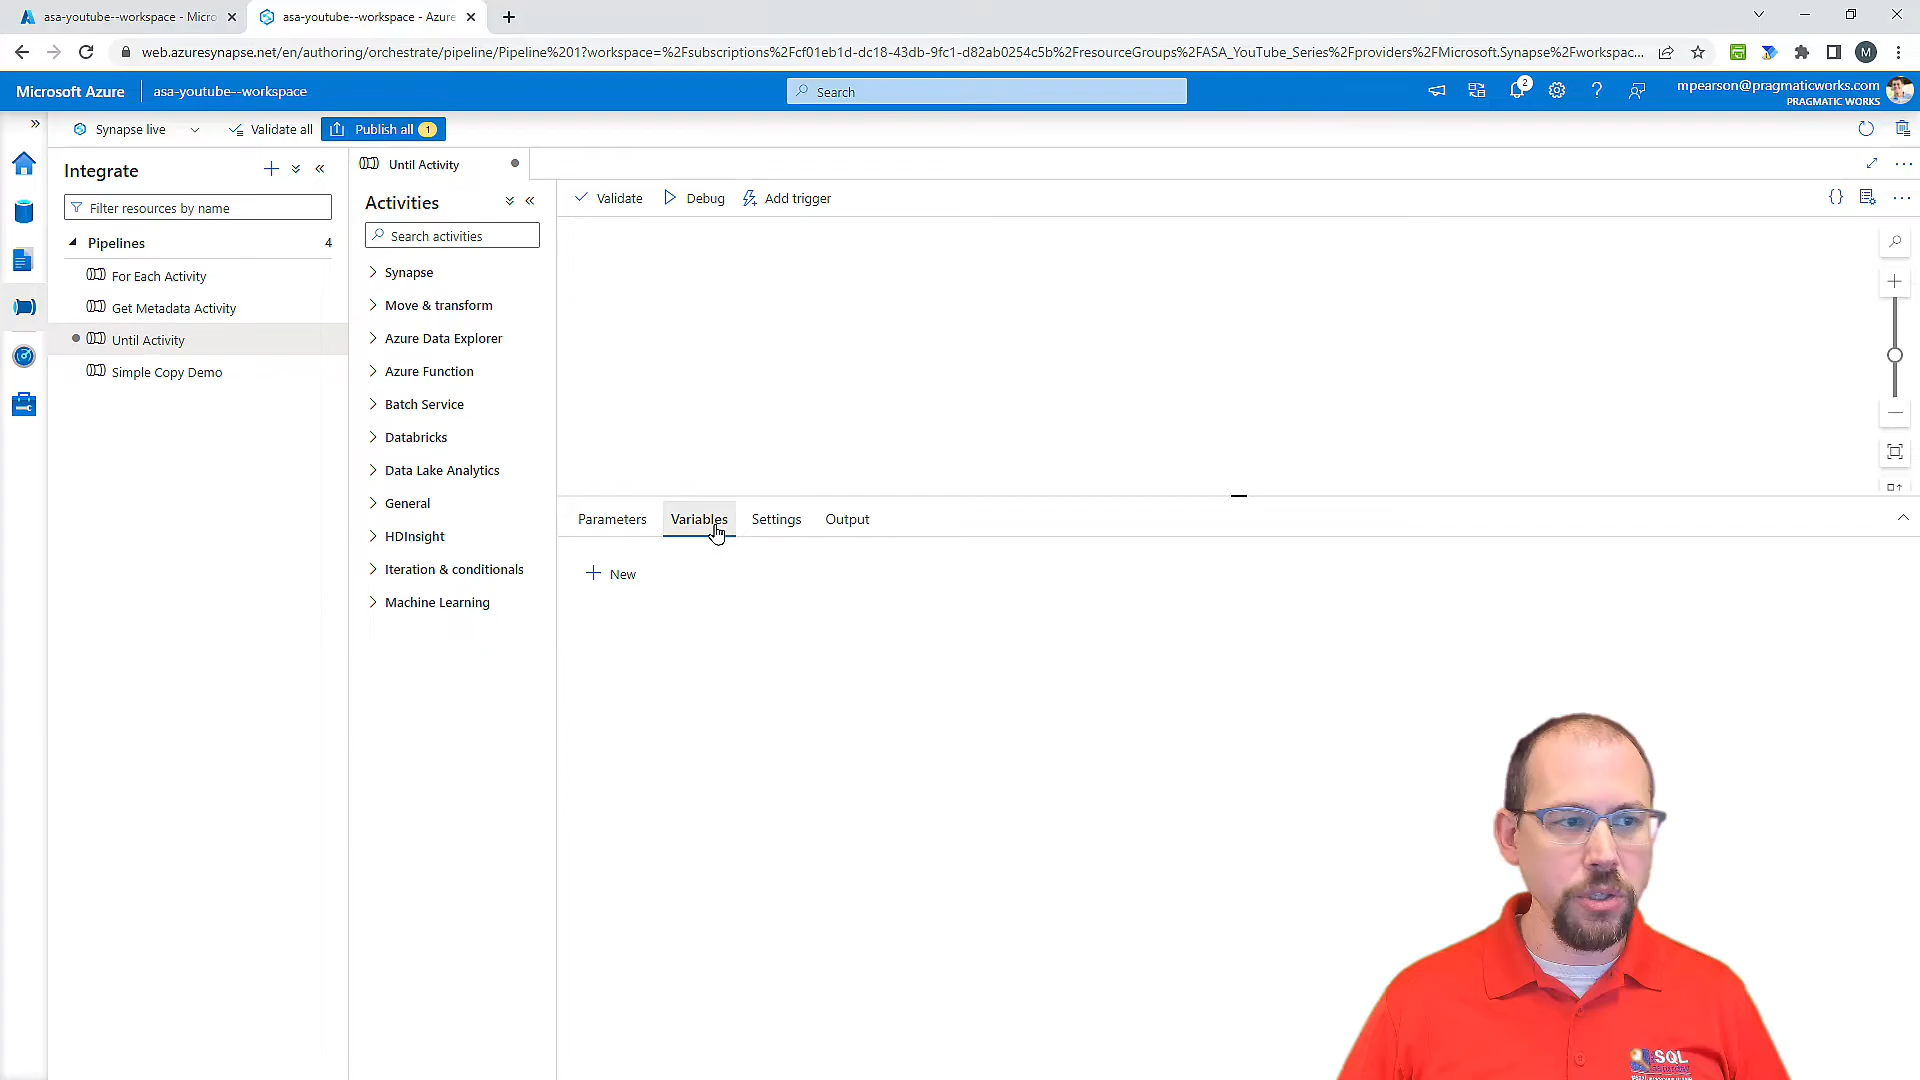 asa-youtube--workspace - Micro
asa-youtube--workspace - Azure
web.azuresynapse.net/en/authoring/orchestrate/pipeline/Pipeline%201?workspace=%2Fsubscriptions%2Fcf01eb1d-dc18-43db-9fc1-d82ab0254c5b%2FresourceGroups%2FASA_YouTube_Series%2Fproviders%2FMicrosoft.Synapse%2Fworkspac...
M
Microsoft Azure
asa-youtube--workspace
Search
2
mpearson@pragmaticworks.com
PRAGMATIC WORKS
Synapse live
Validate all
Publish all 1
Integrate
Filter resources by name
Pipelines 4
For Each Activity
Get Metadata Activity
Until Activity
Simple Copy Demo
Until Activity
Activities
Search activities
Synapse
Move & transform
Azure Data Explorer
Azure Function
Batch Service
Databricks
Data Lake Analytics
General
HDInsight
Iteration & conditionals
Machine Learning
Validate
Debug
Add trigger
{}
Parameters
Variables
Settings
Output
New
SQL